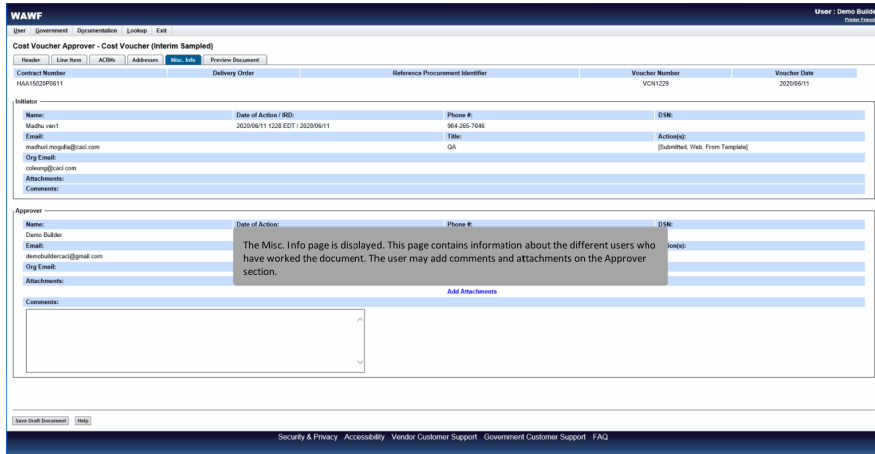 WAWF
User : Demo Builde
Printer Friend
User Government Documentation Lookup Exit
Cost Voucher Approver - Cost Voucher (Interim Sampled)
Header Line Item ACRNs Addresses Misc. Info Preview Document
Contract Number Delivery Order Reference Procurement Identifier Voucher Number Voucher Date
HAA15020P0611 VCN1229 2020/06/11
Initiator
Name: Date of Action / IRD: Phone #: DSN:
Madhu ven1 2020/06/11 1228 EDT / 2020/06/11 904-265-7046
Email: Title: Action(s):
madhuri.mogulla@caci.com QA [Submitted, Web, From Template]
Org Email:
coleung@caci.com
Attachments:
Comments:
Approver
Name: Date of Action: Phone #: DSN:
Demo Builder
Email: ion(s):
demobuildercaci@gmail.com
Org Email:
The Misc. Info page is displayed. This page contains information about the different users who
have worked the document. The user may add comments and attachments on the Approver
section.
Attachments:
Add Attachments
Comments:
Save Draft Document Help
Security & Privacy Accessibility Vendor Customer Support Government Customer Support FAQ